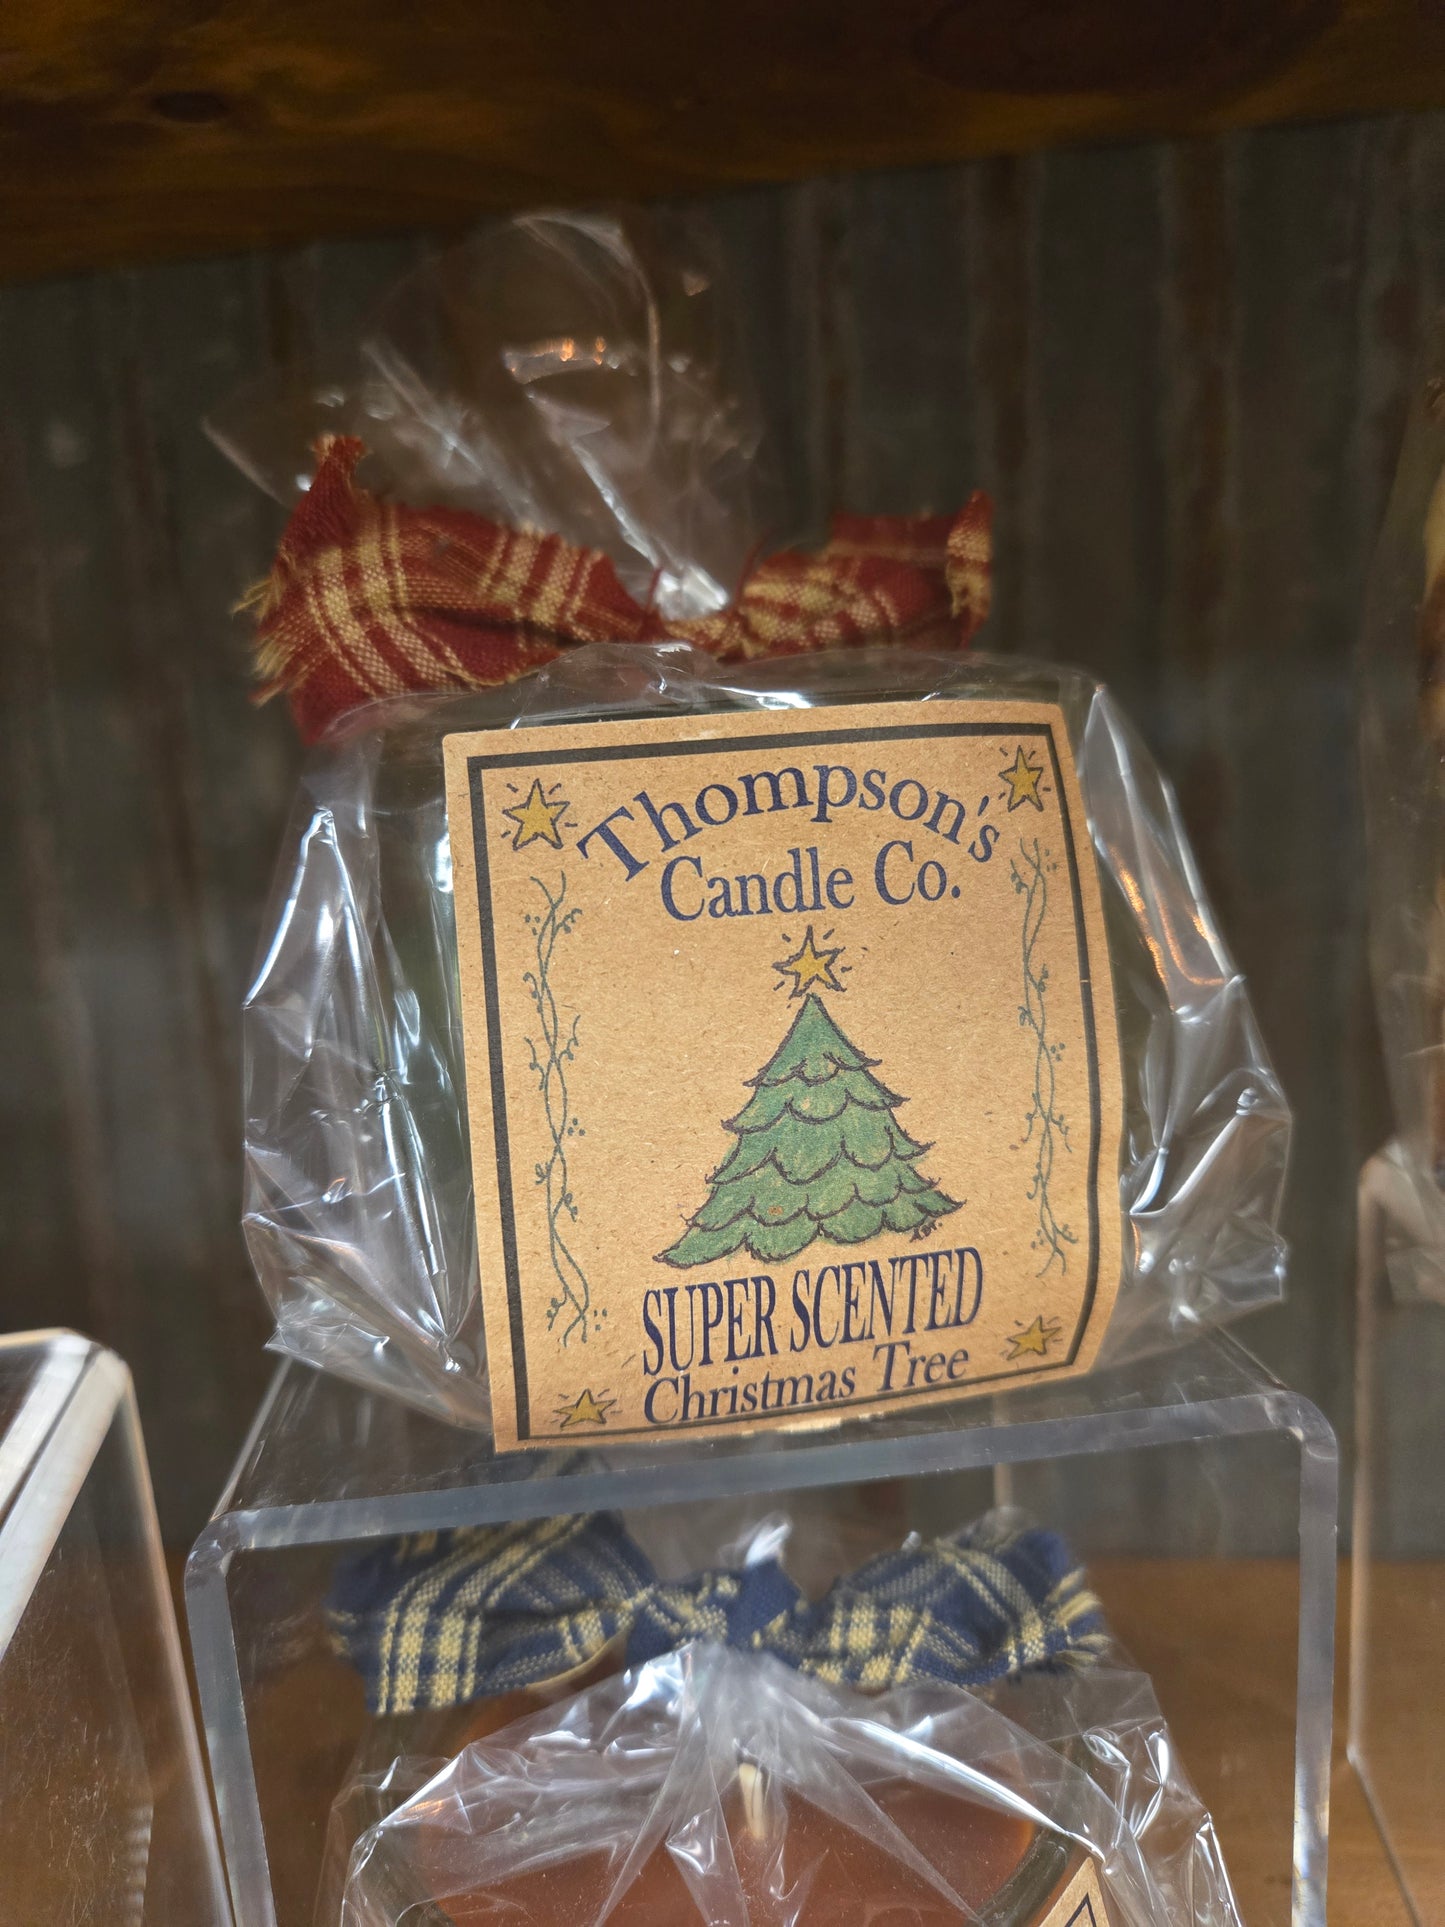 Thompson's
Candle Co.
SUPER SCENTED
Christmas Tree